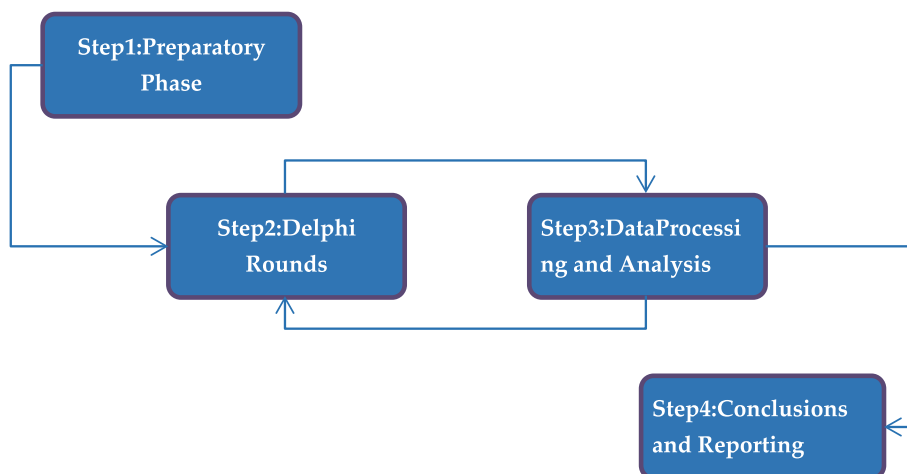 Step1:Preparatory
Phase
Step2:Delphi
Rounds
Step3:DataProcessi
ng and Analysis
Step4:Conclusions
and Reporting